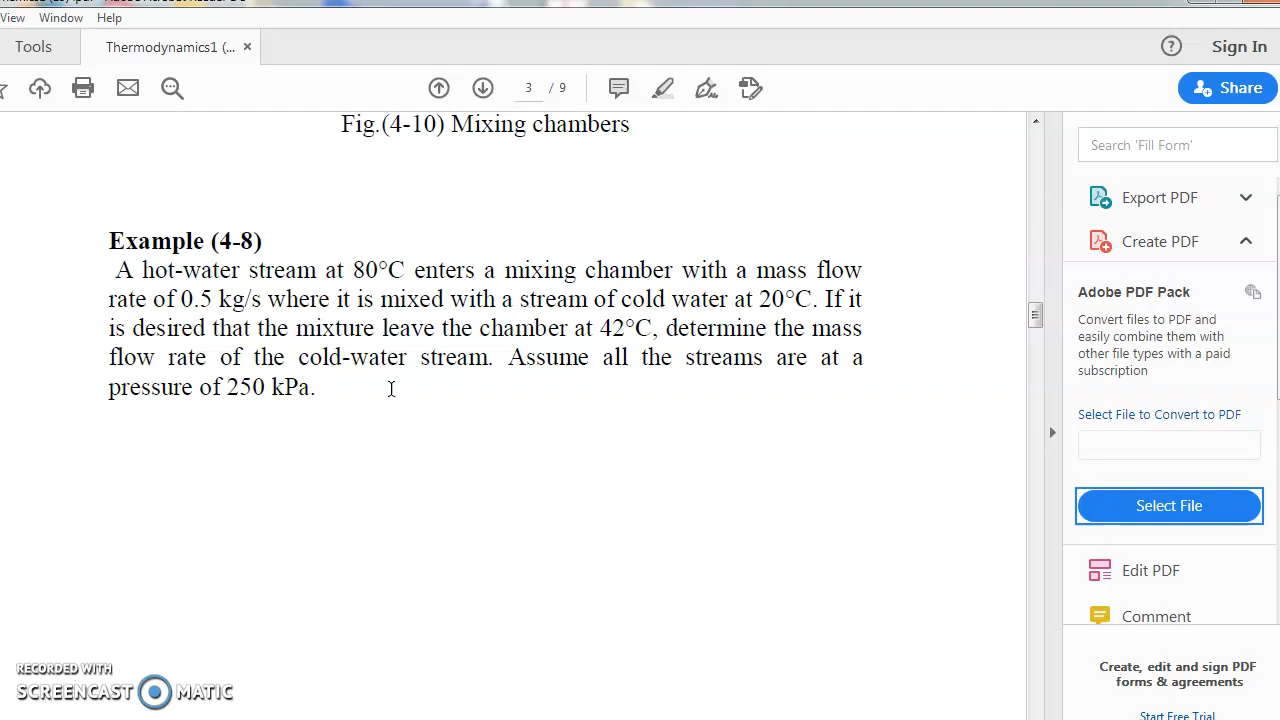 View Window Help
Tools Thermodynamics1 (... × Sign In
3 / 9 Share
Fig.(4-10) Mixing chambers
Example (4-8)
A hot-water stream at 80°C enters a mixing chamber with a mass flow
rate of 0.5 kg/s where it is mixed with a stream of cold water at 20°C. If it
is desired that the mixture leave the chamber at 42°C, determine the mass
flow rate of the cold-water stream. Assume all the streams are at a
pressure of 250 kPa.
Search 'Fill Form'
Export PDF
Create PDF
Adobe PDF Pack
Convert files to PDF and
easily combine them with
other file types with a paid
subscription
Select File to Convert to PDF
Select File
Edit PDF
Comment
Create, edit and sign PDF
forms & agreements
Start Free Trial
RECORDED WITH
SCREENCAST MATIC